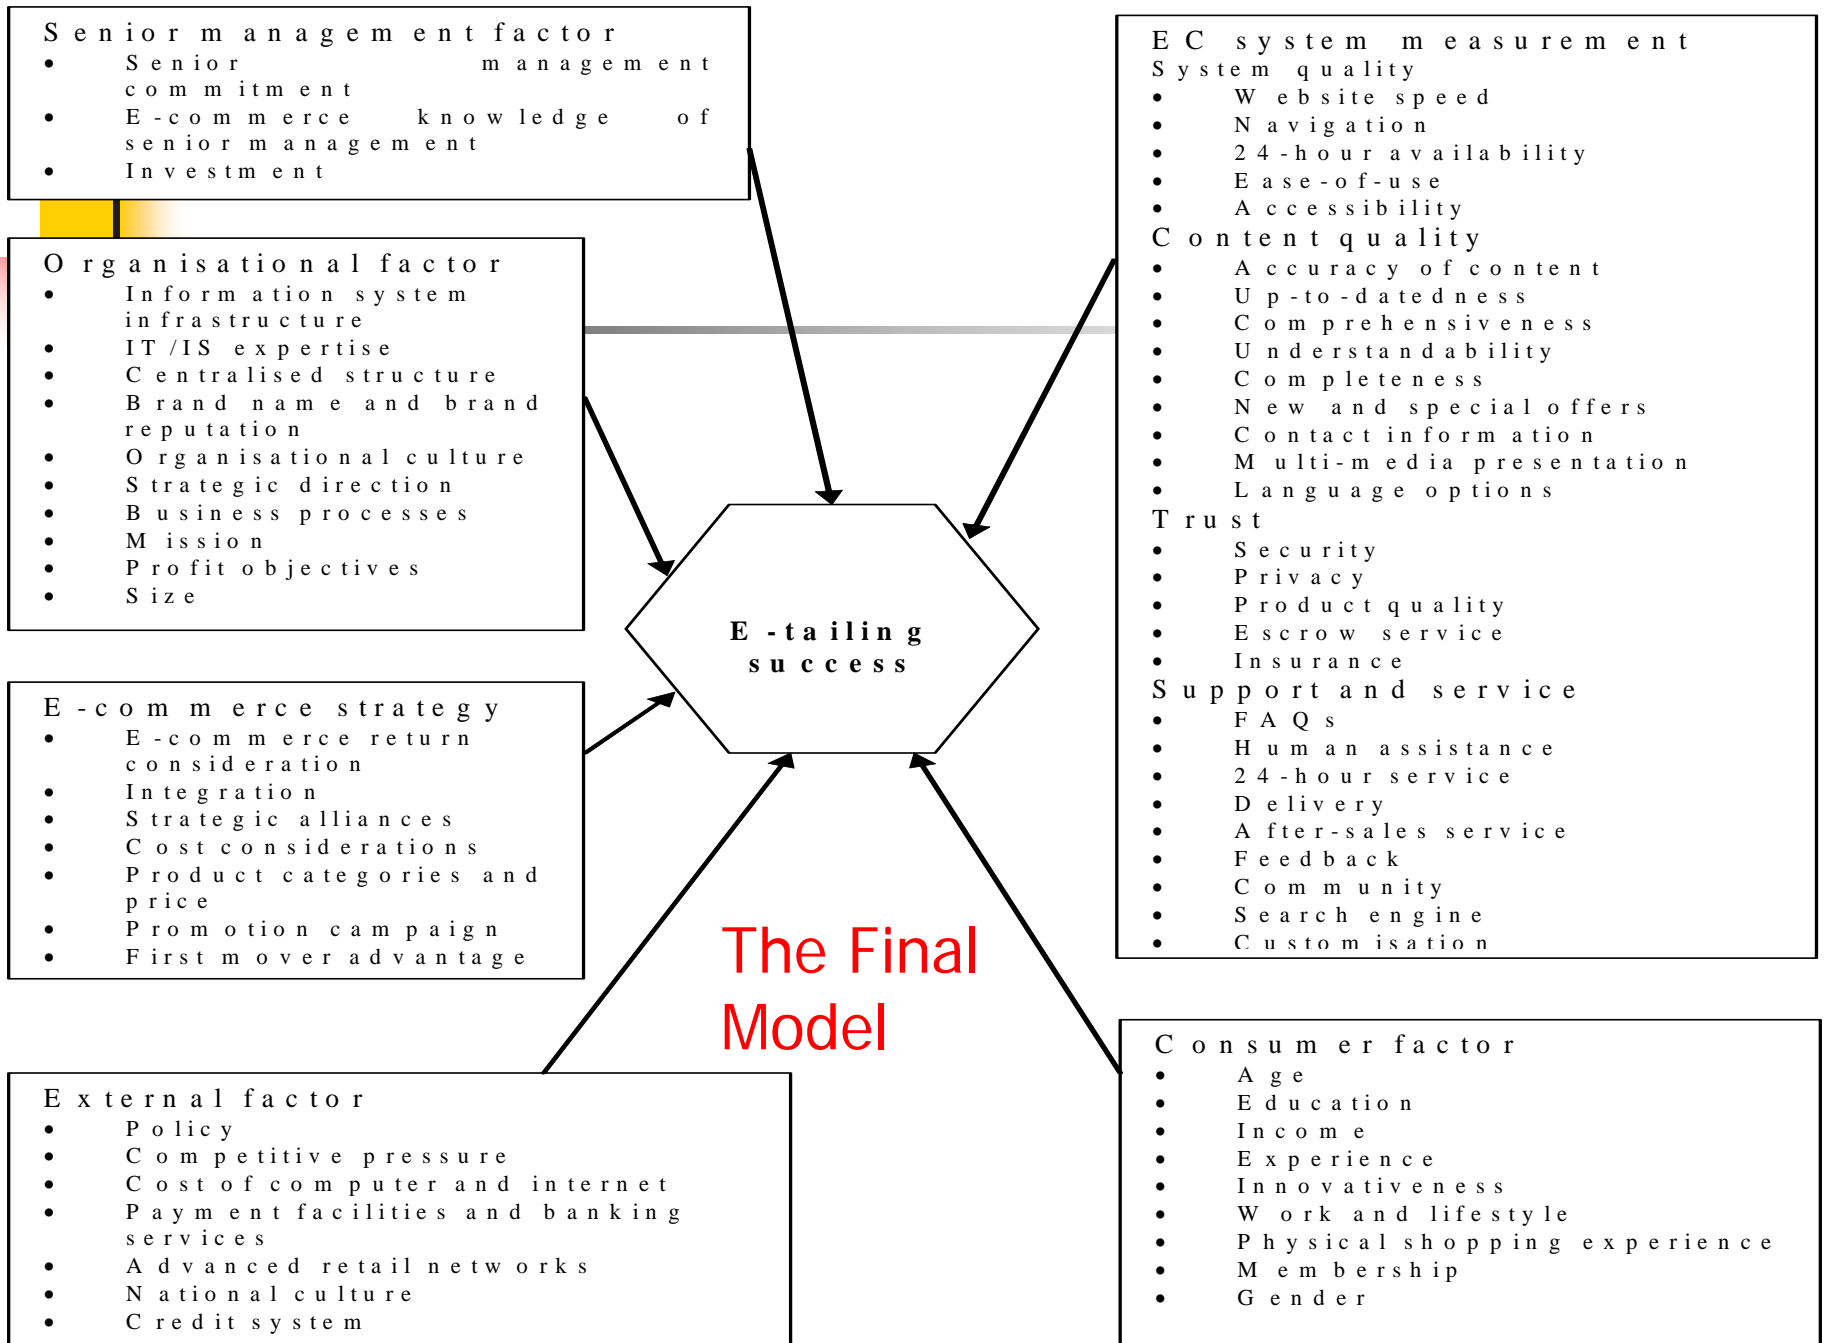 Senior management factor
• Senior management
commitment
• E-commerce knowledge of
senior management
• Investment
Organisational factor
• Information system
infrastructure
• IT/IS expertise
• Centralised structure
• Brand name and brand
reputation
• Organisational culture
• Strategic direction
• Business processes
• Mission
• Profit objectives
• Size
E-commerce strategy
• E-commerce return
consideration
• Integration
• Strategic alliances
• Cost considerations
• Product categories and
price
• Promotion campaign
• First mover advantage
External factor
• Policy
• Competitive pressure
• Cost of computer and internet
• Payment facilities and banking
services
• Advanced retail networks
• National culture
• Credit system
E-tailing
success
The Final
Model
EC system measurement
System quality
• Website speed
• Navigation
• 24-hour availability
• Ease-of-use
• Accessibility
Content quality
• Accuracy of content
• Up-to-datedness
• Comprehensiveness
• Understandability
• Completeness
• New and special offers
• Contact information
• Multi-media presentation
• Language options
Trust
• Security
• Privacy
• Product quality
• Escrow service
• Insurance
Support and service
• FAQs
• Human assistance
• 24-hour service
• Delivery
• After-sales service
• Feedback
• Community
• Search engine
• Customisation
Consumer factor
• Age
• Education
• Income
• Experience
• Innovativeness
• Work and lifestyle
• Physical shopping experience
• Membership
• Gender